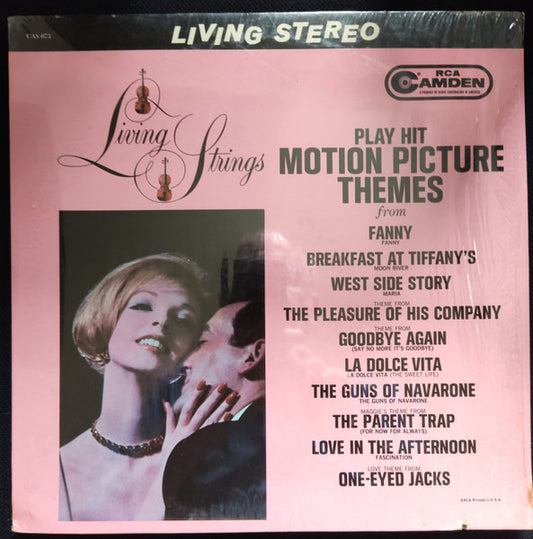 CAS-673
LIVING STEREO
RCA
CAMDEN
A PRODUCT OF RADIO CORPORATION OF AMERICA
Living Strings
PLAY HIT
MOTION PICTURE
THEMES
from
FANNY
FANNY
BREAKFAST AT TIFFANY'S
MOON RIVER
WEST SIDE STORY
MARIA
THEME FROM
THE PLEASURE OF HIS COMPANY
THEME FROM
GOODBYE AGAIN
(SAY NO MORE IT'S GOODBYE)
LA DOLCE VITA
LA DOLCE VITA (THE SWEET LIFE)
THE GUNS OF NAVARONE
THE GUNS OF NAVARONE
MAGGIE'S THEME FROM
THE PARENT TRAP
(FOR NOW FOR ALWAYS)
LOVE IN THE AFTERNOON
FASCINATION
LOVE THEME FROM
ONE-EYED JACKS
©RCA Printed in U.S.A.